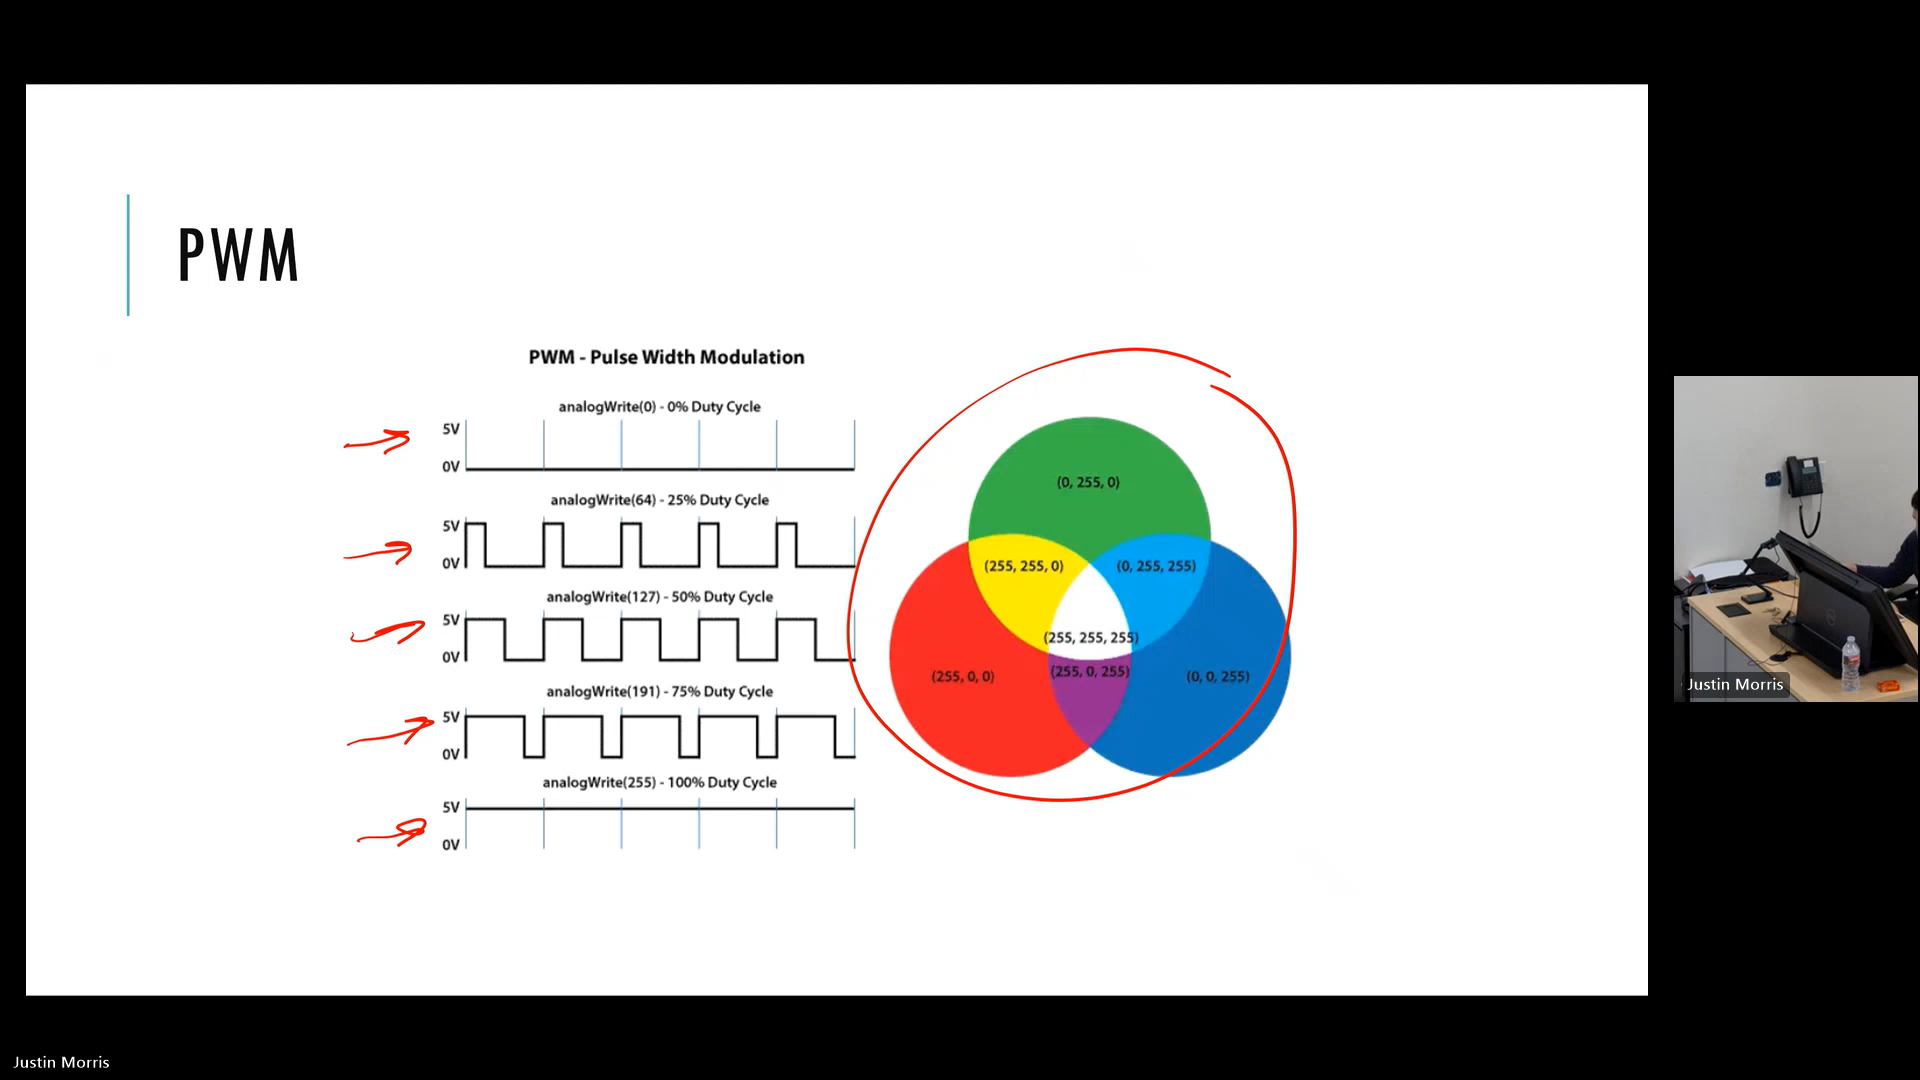 PWM
PWM - Pulse Width Modulation
analogWrite(0) - 0% Duty Cycle
5V
0V
analogWrite(64) - 25% Duty Cycle
5V
0V
analogWrite(127) - 50% Duty Cycle
5V
0V
analogWrite(191) - 75% Duty Cycle
5V
0V
analogWrite(255) - 100% Duty Cycle
5V
0V
(0, 255, 0)
(255, 255, 0)
(0, 255, 255)
(255, 255, 255)
(255, 0, 0)
(255, 0, 255)
(0, 0, 255)
Justin Morris
Justin Morris